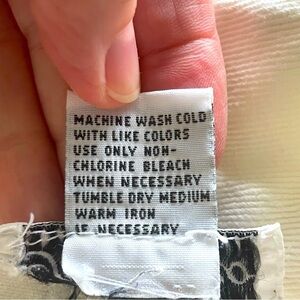 MACHINE WASH COLD
WITH LIKE COLORS
USE ONLY NON-
CHLORINE BLEACH
WHEN NECESSARY
TUMBLE DRY MEDIUM
WARM IRON
IF NECESSARY